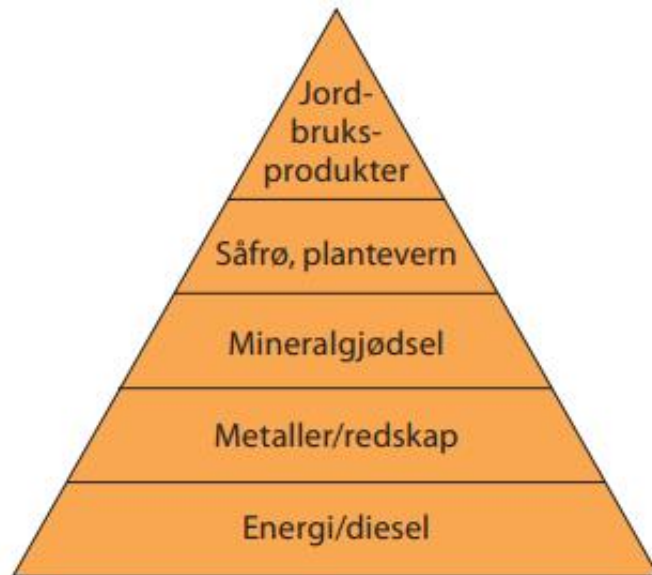 Jord-
bruks-
produkter
Såfrø, plantevern
Mineralgjødsel
Metaller/redskap
Energi/diesel